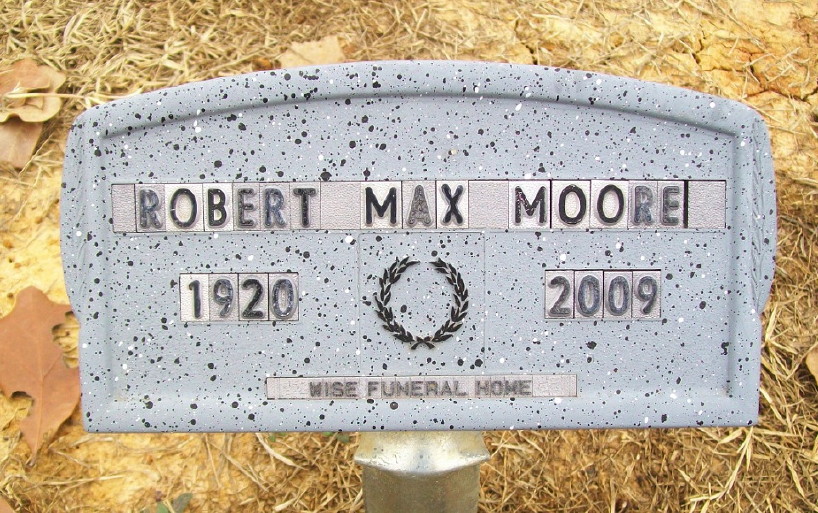 ROBERT MAX MOORE
1920 2009
WISE FUNERAL HOME